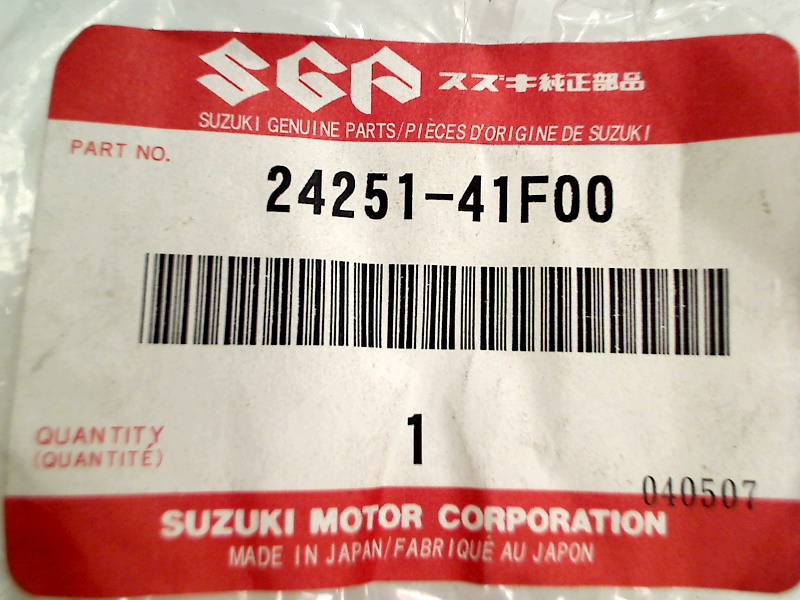 SGP スズキ純正部品
SUZUKI GENUINE PARTS/PIÈCES D'ORIGINE DE SUZUKI
PART NO.
24251-41F00
QUANTITY
(QUANTITÉ)
1
040507
SUZUKI MOTOR CORPORATION
MADE IN JAPAN/FABRIQUÉ AU JAPON